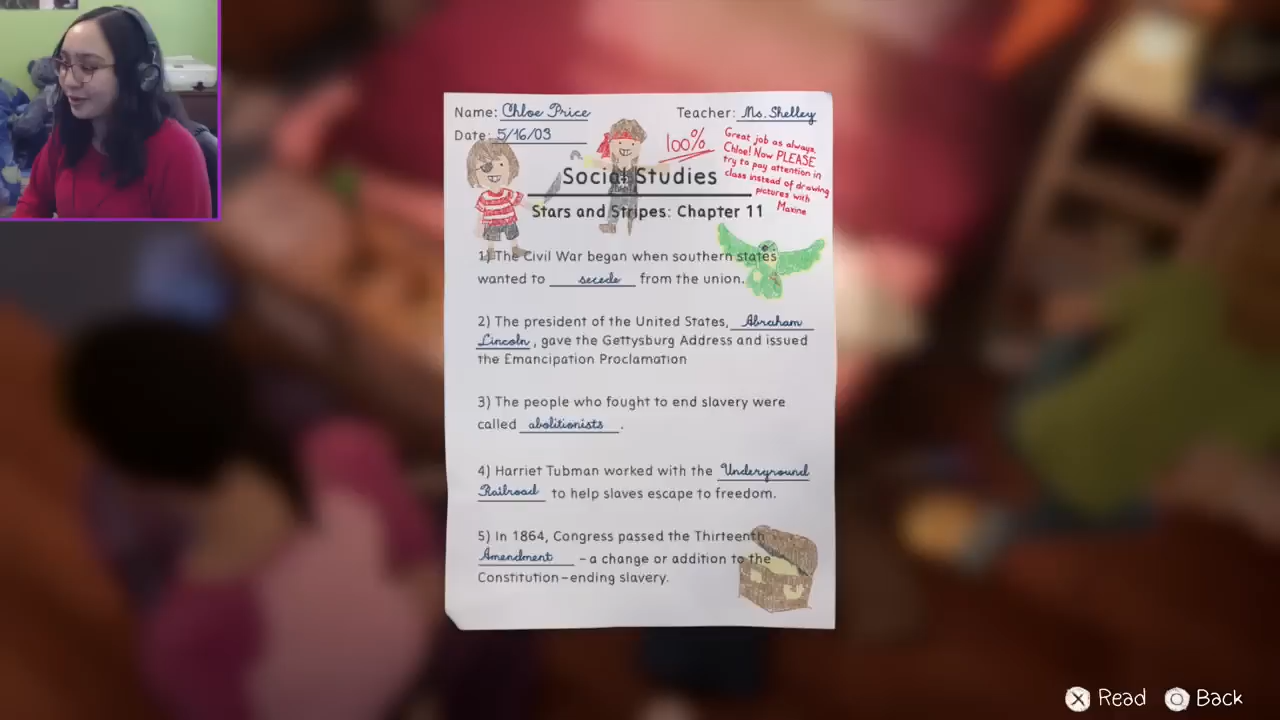 Name: Chloe Price
Teacher: Ms. Shelley
Date: 5/16/03
100%
Great job as always,
Chloe! Now PLEASE
try to pay attention in
class instead of drawing
pictures with
Maxine
Social Studies
Stars and Stripes: Chapter 11
1) The Civil War began when southern states
wanted to secede from the union.
2) The president of the United States, Abraham
Lincoln, gave the Gettysburg Address and issued
the Emancipation Proclamation
3) The people who fought to end slavery were
called abolitionists.
4) Harriet Tubman worked with the Underground
Railroad to help slaves escape to freedom.
5) In 1864, Congress passed the Thirteenth
Amendment - a change or addition to the
Constitution-ending slavery.
Read
Back